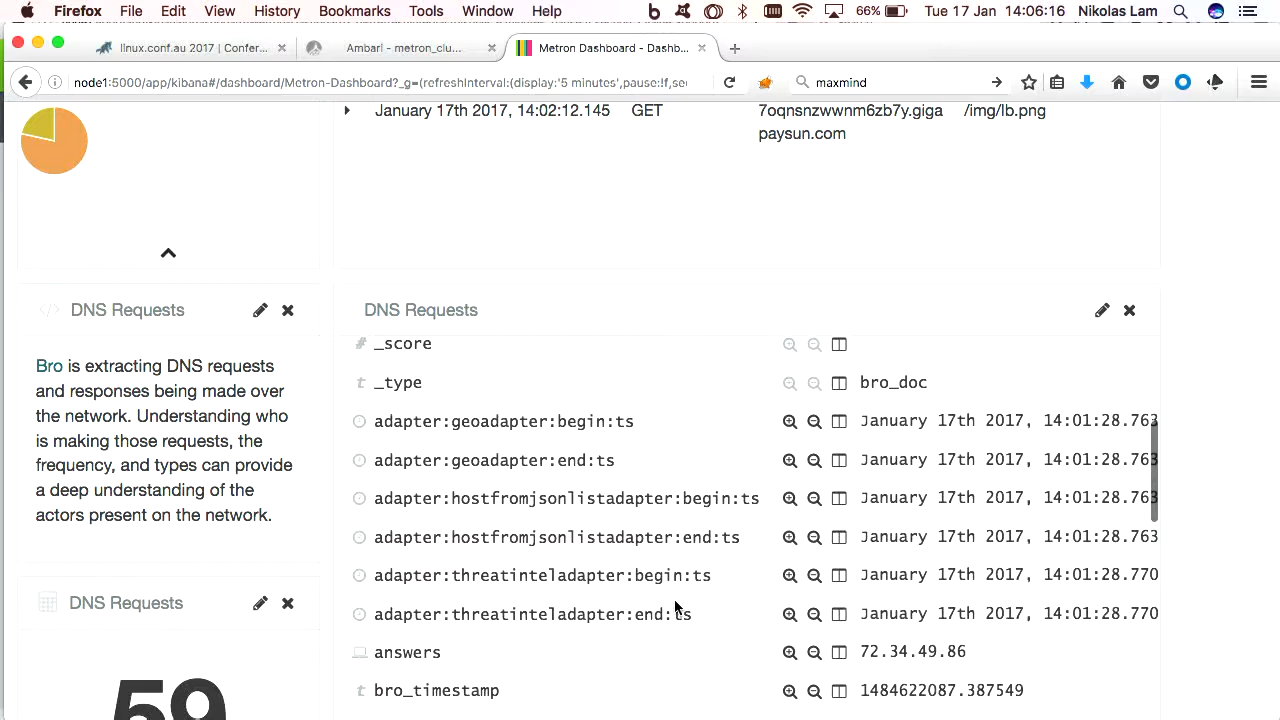 Firefox File Edit View History Bookmarks Tools Window Help 66% Tue 17 Jan 14:06:16 Nikolas Lam
linux.conf.au 2017 | Confer... Ambari - metron_clu... Metron Dashboard - Dashb...
node1:5000/app/kibana#/dashboard/Metron-Dashboard?_g=(refreshInterval:(display:'5 minutes',pause:!f,se maxmind
January 17th 2017, 14:02:12.145 GET 7oqnsnzwwnm6zb7y.giga /img/lb.png
paysun.com
DNS Requests
Bro is extracting DNS requests
and responses being made over
the network. Understanding who
is making those requests, the
frequency, and types can provide
a deep understanding of the
actors present on the network.
DNS Requests
59
DNS Requests
# _score
t _type bro_doc
adapter:geoadapter:begin:ts January 17th 2017, 14:01:28.763
adapter:geoadapter:end:ts January 17th 2017, 14:01:28.763
adapter:hostfromjsonlistadapter:begin:ts January 17th 2017, 14:01:28.763
adapter:hostfromjsonlistadapter:end:ts January 17th 2017, 14:01:28.763
adapter:threatinteladapter:begin:ts January 17th 2017, 14:01:28.770
adapter:threatinteladapter:end:ts January 17th 2017, 14:01:28.770
answers 72.34.49.86
t bro_timestamp 1484622087.387549